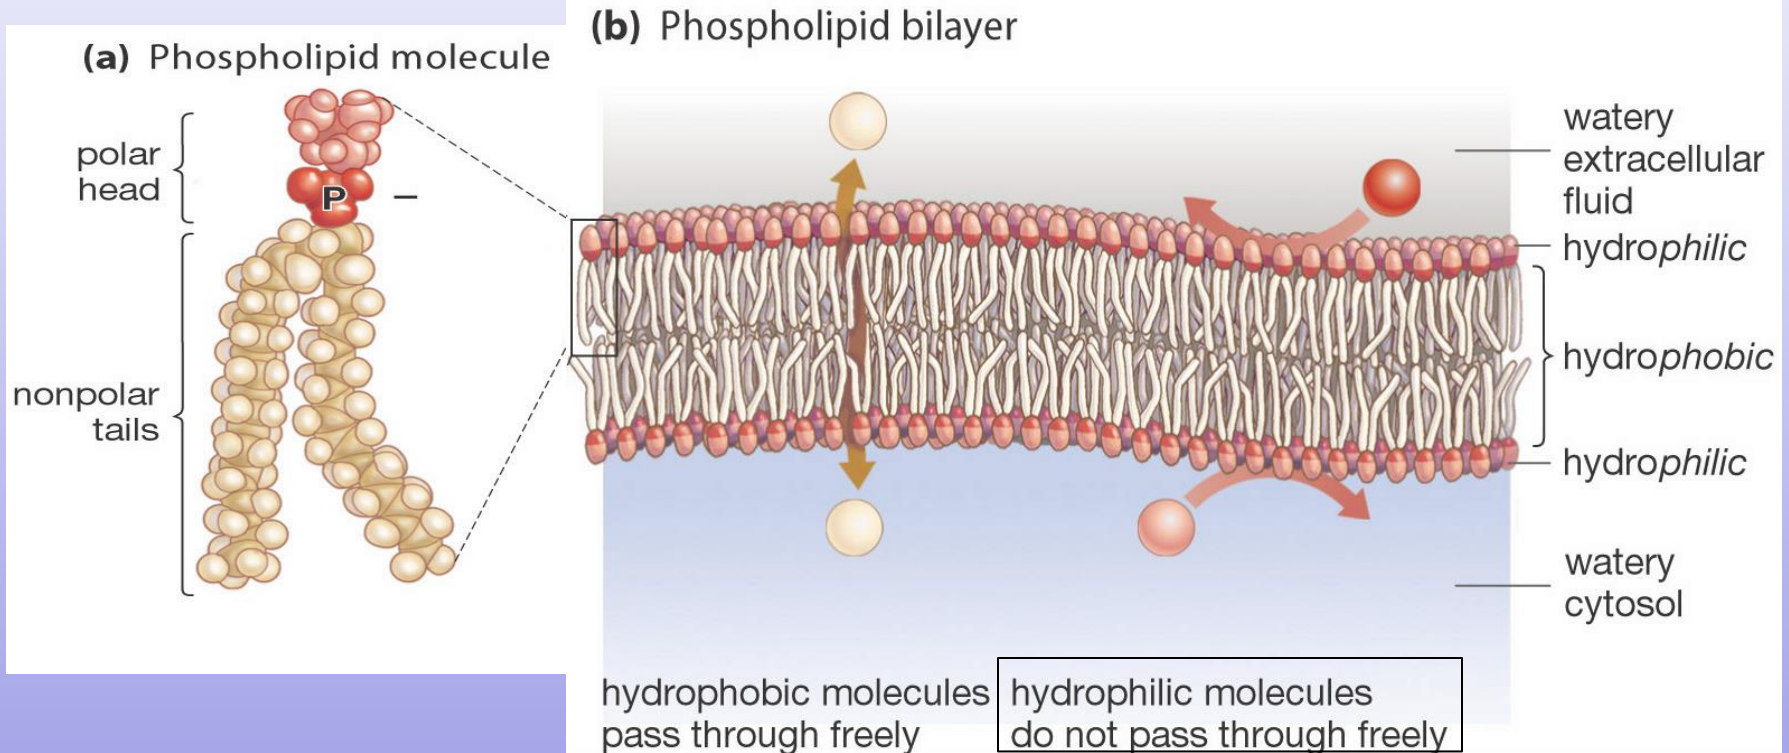 (a) Phospholipid molecule
polar
head
P
–
nonpolar
tails
(b) Phospholipid bilayer
watery
extracellular
fluid
hydrophilic
hydrophobic
hydrophilic
watery
cytosol
hydrophobic molecules
pass through freely
hydrophilic molecules
do not pass through freely